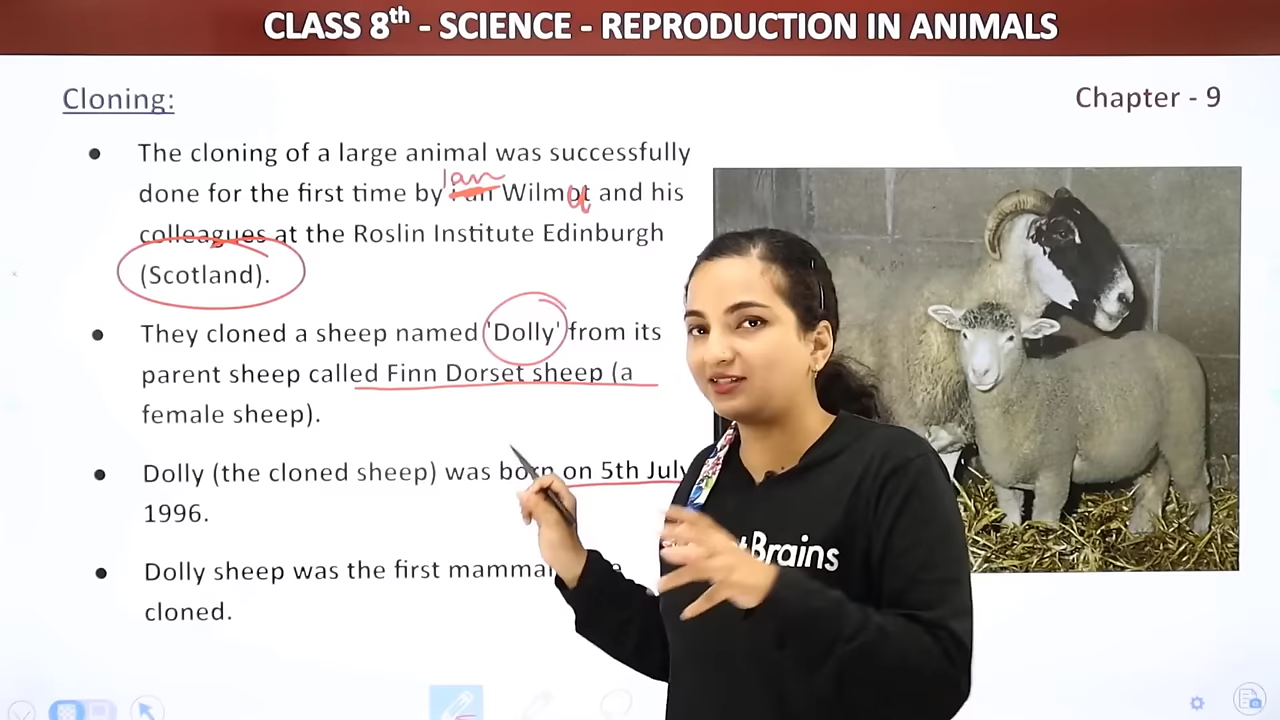 CLASS 8th - SCIENCE - REPRODUCTION IN ANIMALS
Cloning:
Chapter - 9
● The cloning of a large animal was successfully
Ian
done for the first time by Wilmut and his
colleagues at the Roslin Institute Edinburgh
(Scotland).
● They cloned a sheep named 'Dolly' from its
parent sheep called Finn Dorset sheep (a
female sheep).
● Dolly (the cloned sheep) was born on 5th July
1996.
● Dolly sheep was the first
cloned.
Brains